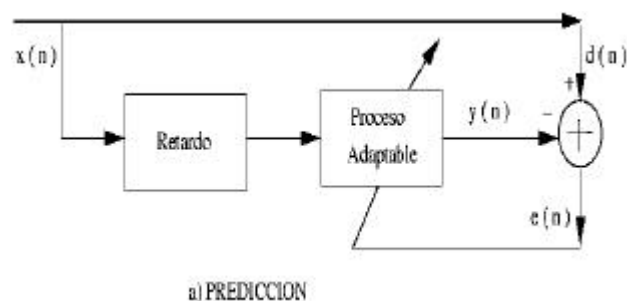 x(n)
d(n)
+
Retardo
Proceso
Adaptable
y(n)
-
+
e(n)
a) PREDICCION